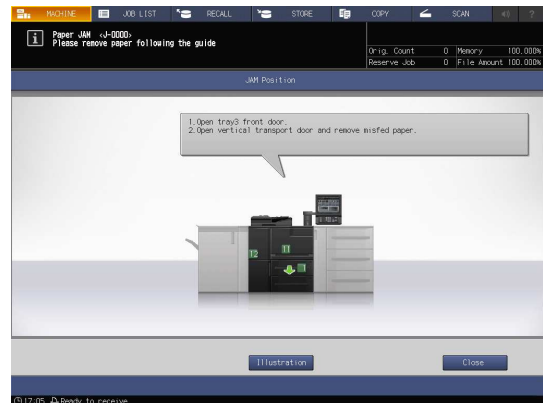 MACHINE
JOB LIST
RECALL
STORE
COPY
SCAN
?
Paper JAM <J-0000>
Please remove paper following the guide
Orig. Count 0 Memory 100.000%
Reserve Job 0 File Amount 100.000%
JAM Position
1.Open tray3 front door.
2.Open vertical transport door and remove misfed paper.
11
12
Illustration
Close
17:05 Ready to receive